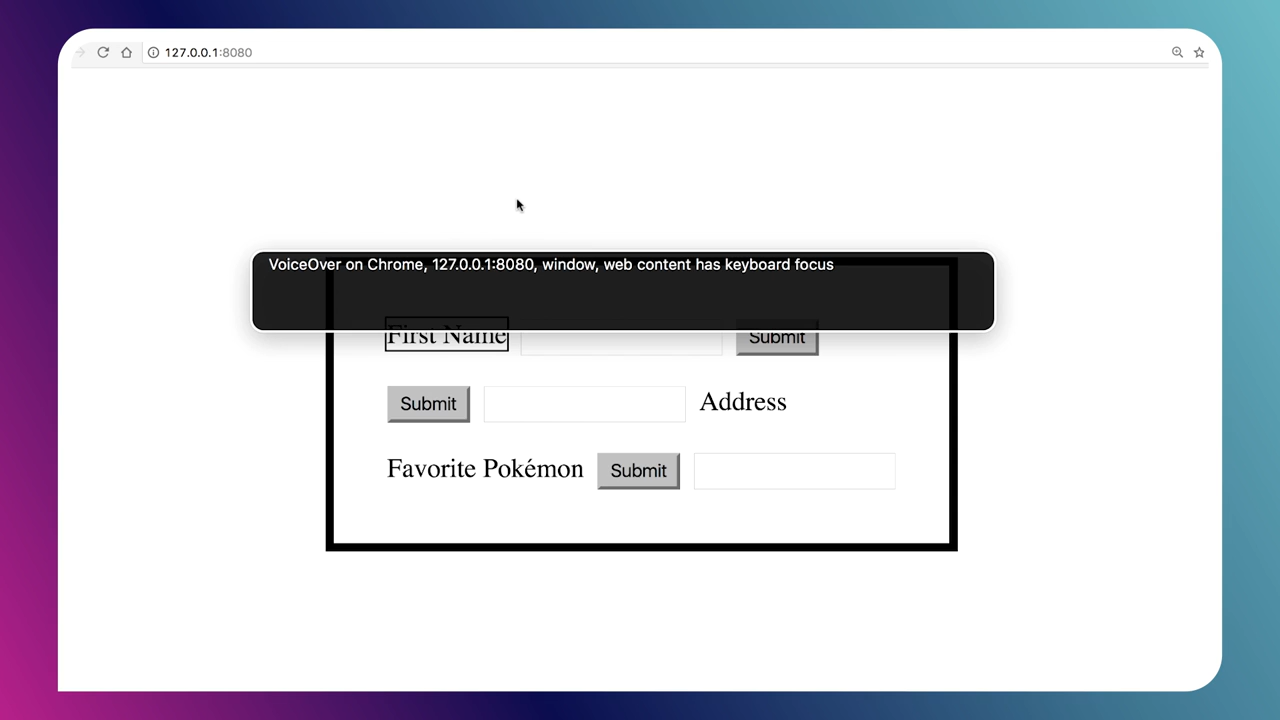 127.0.0.1:8080
VoiceOver on Chrome, 127.0.0.1:8080, window, web content has keyboard focus
First Name Submit
Submit Address
Favorite Pokémon Submit